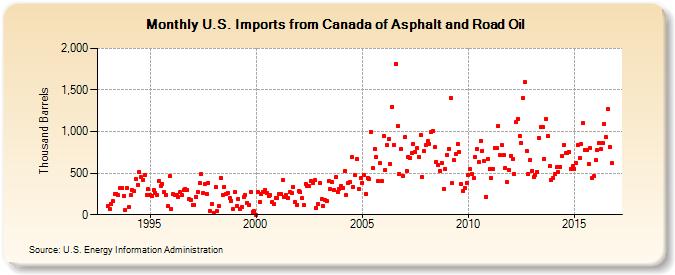 Monthly U.S. Imports from Canada of Asphalt and Road Oil
Thousand Barrels
2,000
1,500
1,000
500
0
1995 2000 2005 2010 2015
Source: U.S. Energy Information Administration